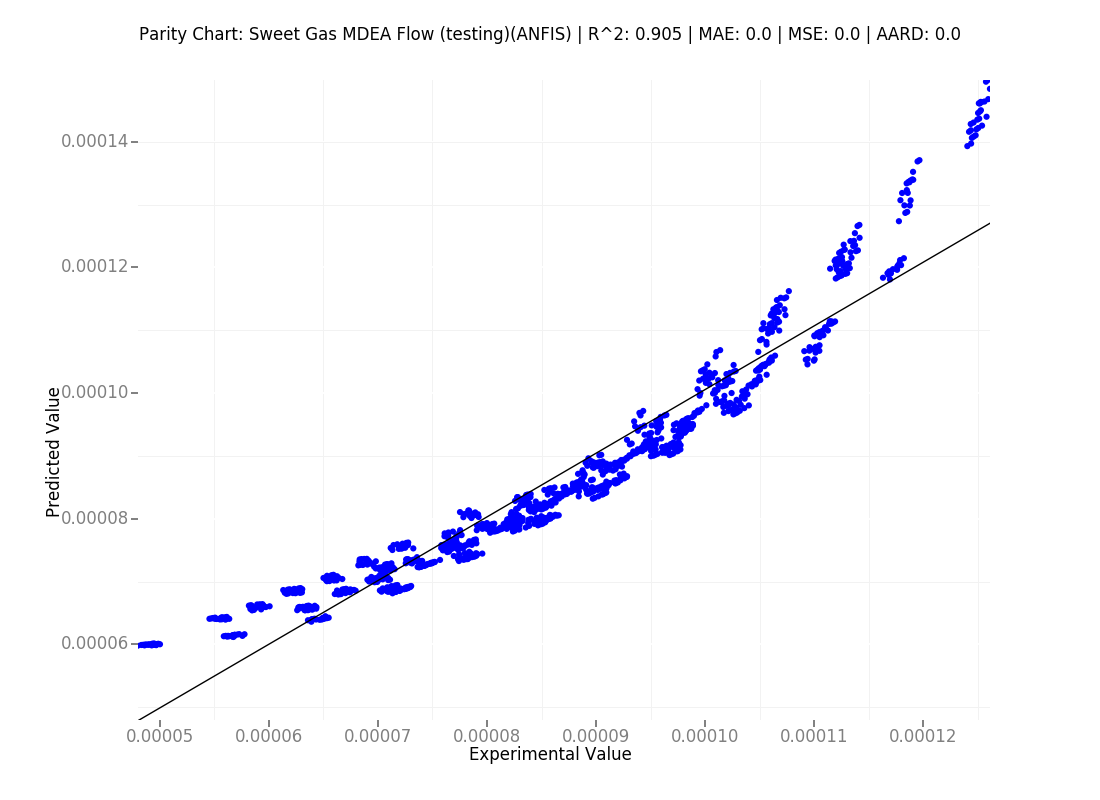 Parity Chart: Sweet Gas MDEA Flow (testing)(ANFIS) | R^2: 0.905 | MAE: 0.0 | MSE: 0.0 | AARD: 0.0
0.00014
0.00012
0.00010
0.00008
0.00006
Predicted Value
0.00005 0.00006 0.00007 0.00008 0.00009 0.00010 0.00011 0.00012
Experimental Value